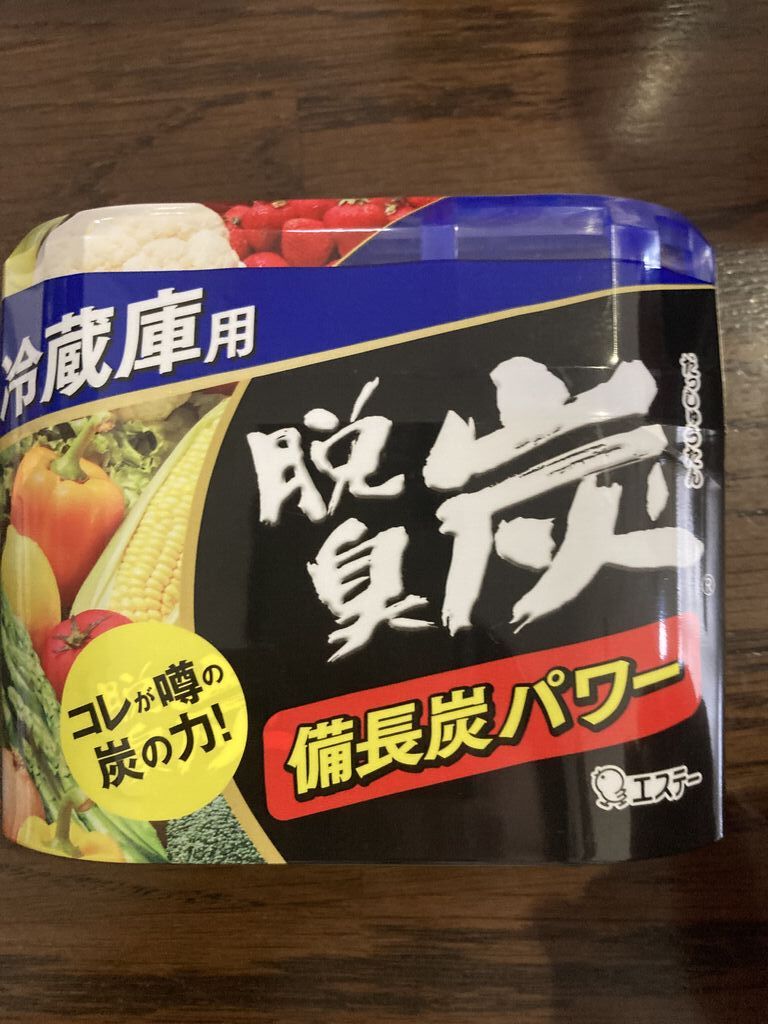 冷蔵庫用
脱臭炭
だっしゅうたん
®
コレが噂の
炭の力!
備長炭パワー
エステー